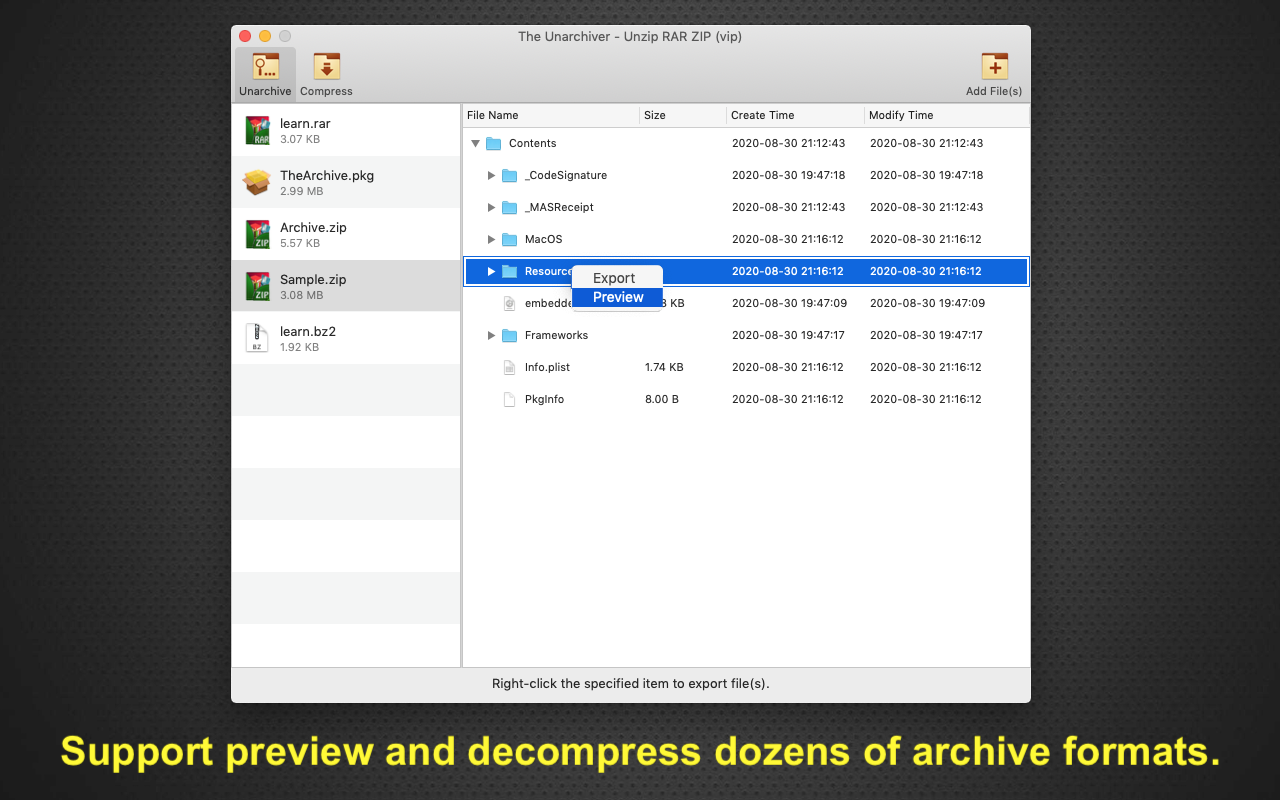 The Unarchiver - Unzip RAR ZIP (vip)
Unarchive Compress Add File(s)
learn.rar
3.07 KB
TheArchive.pkg
2.99 MB
Archive.zip
5.57 KB
Sample.zip
3.08 MB
learn.bz2
1.92 KB
RAR
ZIP
ZIP
BZ
File Name Size Create Time Modify Time
Contents 2020-08-30 21:12:43 2020-08-30 21:12:43
_CodeSignature 2020-08-30 19:47:18 2020-08-30 19:47:18
_MASReceipt 2020-08-30 21:12:43 2020-08-30 21:12:43
MacOS 2020-08-30 21:16:12 2020-08-30 21:16:12
2020-08-30 21:16:12 2020-08-30 21:16:12
Export
Preview
KB 2020-08-30 19:47:09 2020-08-30 19:47:09
Frameworks 2020-08-30 19:47:17 2020-08-30 19:47:17
Info.plist 1.74 KB 2020-08-30 21:16:12 2020-08-30 21:16:12
PkgInfo 8.00 B 2020-08-30 21:16:12 2020-08-30 21:16:12
Right-click the specified item to export file(s).
Support preview and decompress dozens of archive formats.